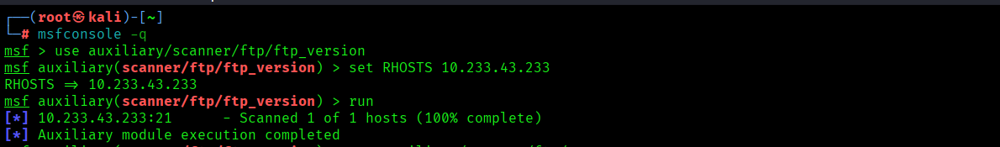 ┌──(root㉿kali)-[~]
└─# msfconsole -q
msf > use auxiliary/scanner/ftp/ftp_version
msf auxiliary(scanner/ftp/ftp_version) > set RHOSTS 10.233.43.233
RHOSTS => 10.233.43.233
msf auxiliary(scanner/ftp/ftp_version) > run
[*] 10.233.43.233:21      - Scanned 1 of 1 hosts (100% complete)
[*] Auxiliary module execution completed